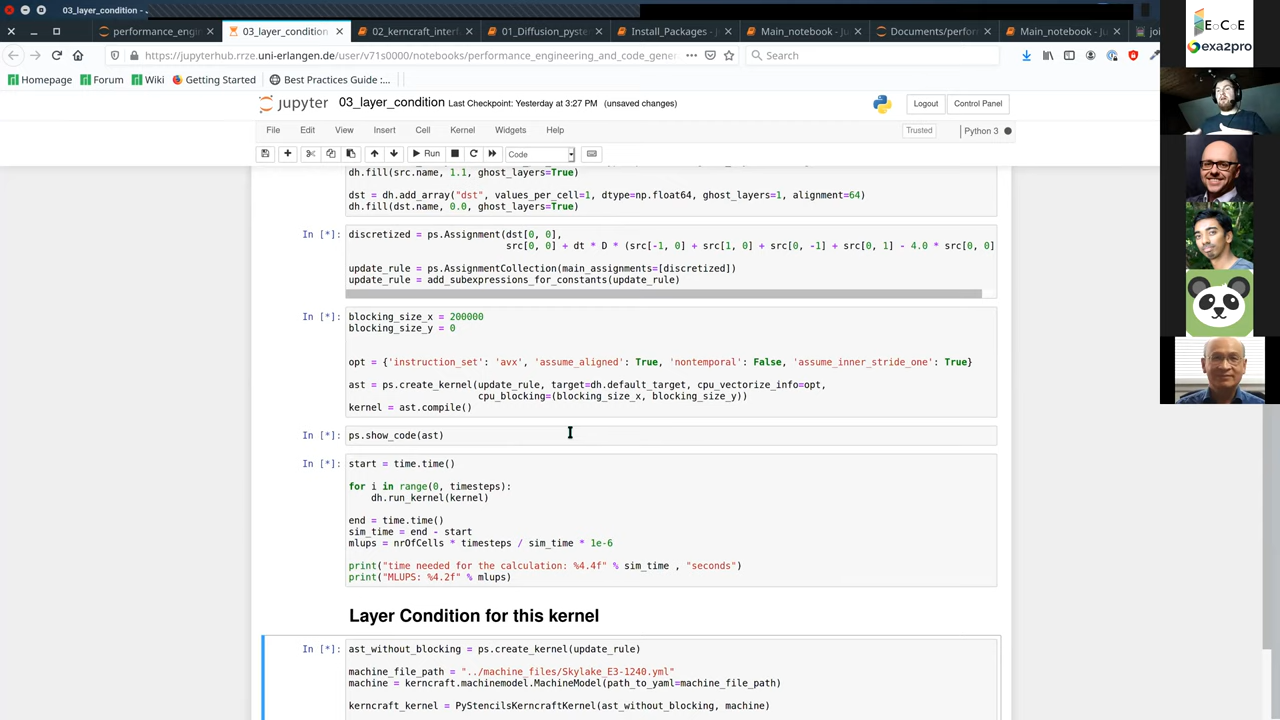 03_layer_condition -
performance_engi
03_layer_condition
02_kerncraft_interf
01_Diffusion_pyste
Install_Packages - J
Main_notebook - Ju
Documents/perfor
Main_notebook - Ju
joi
https://jupyterhub.rrze.uni-erlangen.de/user/v71s0000/notebooks/performance_engineering_and_code_gene
Search
Homepage
Forum
Wiki
Getting Started
Best Practices Guide :...
jupyter
03_layer_condition Last Checkpoint: Yesterday at 3:27 PM (unsaved changes)
Logout
Control Panel
File Edit View Insert Cell Kernel Widgets Help
Trusted
Python 3
Run
Code
dh.fill(src.name, 1.1, ghost_layers=True)
dst = dh.add_array("dst", values_per_cell=1, dtype=np.float64, ghost_layers=1, alignment=64)
dh.fill(dst.name, 0.0, ghost_layers=True)
In [*]: discretized = ps.Assignment(dst[0, 0],
src[0, 0] + dt * D * (src[-1, 0] + src[1, 0] + src[0, -1] + src[0, 1] - 4.0 * src[0, 0]
update_rule = ps.AssignmentCollection(main_assignments=[discretized])
update_rule = add_subexpressions_for_constants(update_rule)
In [*]: blocking_size_x = 200000
blocking_size_y = 0
opt = {'instruction_set': 'avx', 'assume_aligned': True, 'nontemporal': False, 'assume_inner_stride_one': True}
ast = ps.create_kernel(update_rule, target=dh.default_target, cpu_vectorize_info=opt,
cpu_blocking=(blocking_size_x, blocking_size_y))
kernel = ast.compile()
In [*]: ps.show_code(ast)
In [*]: start = time.time()
for i in range(0, timesteps):
dh.run_kernel(kernel)
end = time.time()
sim_time = end - start
mlups = nrOfCells * timesteps / sim_time * 1e-6
print("time needed for the calculation: %4.4f" % sim_time , "seconds")
print("MLUPS: %4.2f" % mlups)
Layer Condition for this kernel
In [*]: ast_without_blocking = ps.create_kernel(update_rule)
machine_file_path = "../machine_files/Skylake_E3-1240.yml"
machine = kerncraft.machinemodel.MachineModel(path_to_yaml=machine_file_path)
kerncraft_kernel = PyStencilsKerncraftKernel(ast_without_blocking, machine)
EoCoE
exa2pro